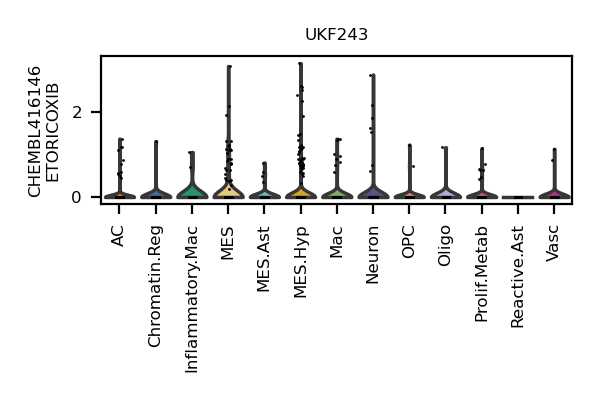 UKF243
CHEMBL416146
ETORICOXIB
2
0
AC
Chromatin.Reg
Inflammatory.Mac
MES
MES.Ast
MES.Hyp
Mac
Neuron
OPC
Oligo
Prolif.Metab
Reactive.Ast
Vasc